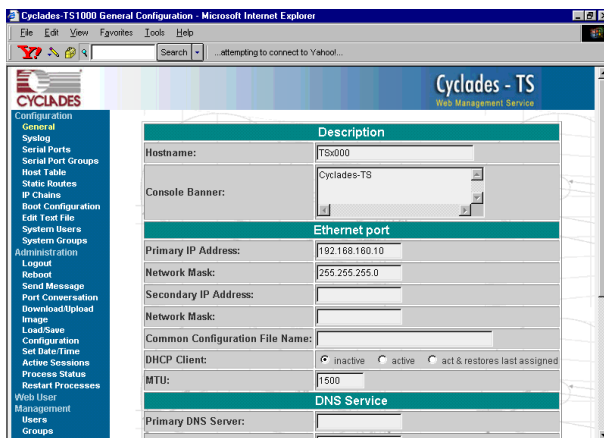 Cyclades-TS1000 General Configuration - Microsoft Internet Explorer
File Edit View Favorites Tools Help
Y! Search ...attempting to connect to Yahoo!...
CYCLADES
Cyclades - TS
Web Management Service
Configuration
General
Syslog
Serial Ports
Serial Port Groups
Host Table
Static Routes
IP Chains
Boot Configuration
Edit Text File
System Users
System Groups
Administration
Logout
Reboot
Send Message
Port Conversation
Download/Upload
Image
Load/Save
Configuration
Set Date/Time
Active Sessions
Process Status
Restart Processes
Web User
Management
Users
Groups
Description
Hostname: TSx000
Console Banner: Cyclades-TS
Ethernet port
Primary IP Address: 192.168.160.10
Network Mask: 255.255.255.0
Secondary IP Address:
Network Mask:
Common Configuration File Name:
DHCP Client: inactive active act & restores last assigned
MTU: 1500
DNS Service
Primary DNS Server: